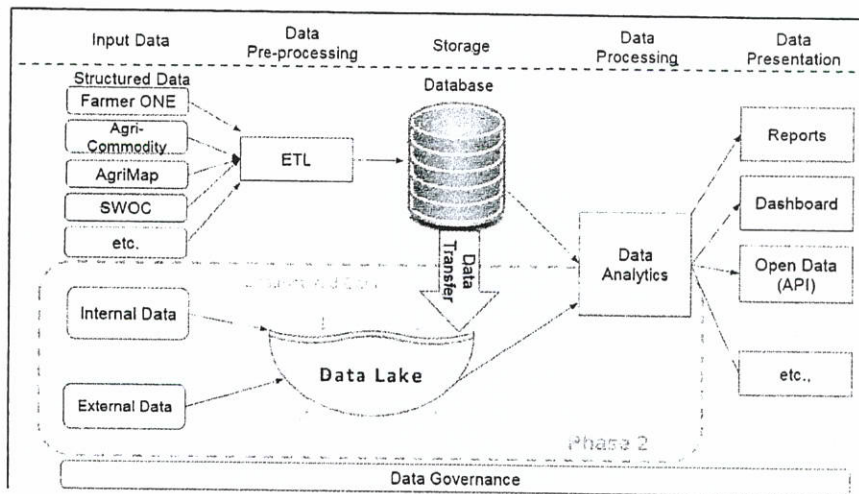 Input Data
Data
Pre-processing
Storage
Data
Processing
Data
Presentation
Structured Data
Farmer ONE
Agri-
Commodity
AgriMap
SWOC
etc.
ETL
Database
Data
Transfer
Data
Analytics
Reports
Dashboard
Open Data
(API)
etc.,
Internal Data
External Data
Data Lake
Phase 2
Data Governance